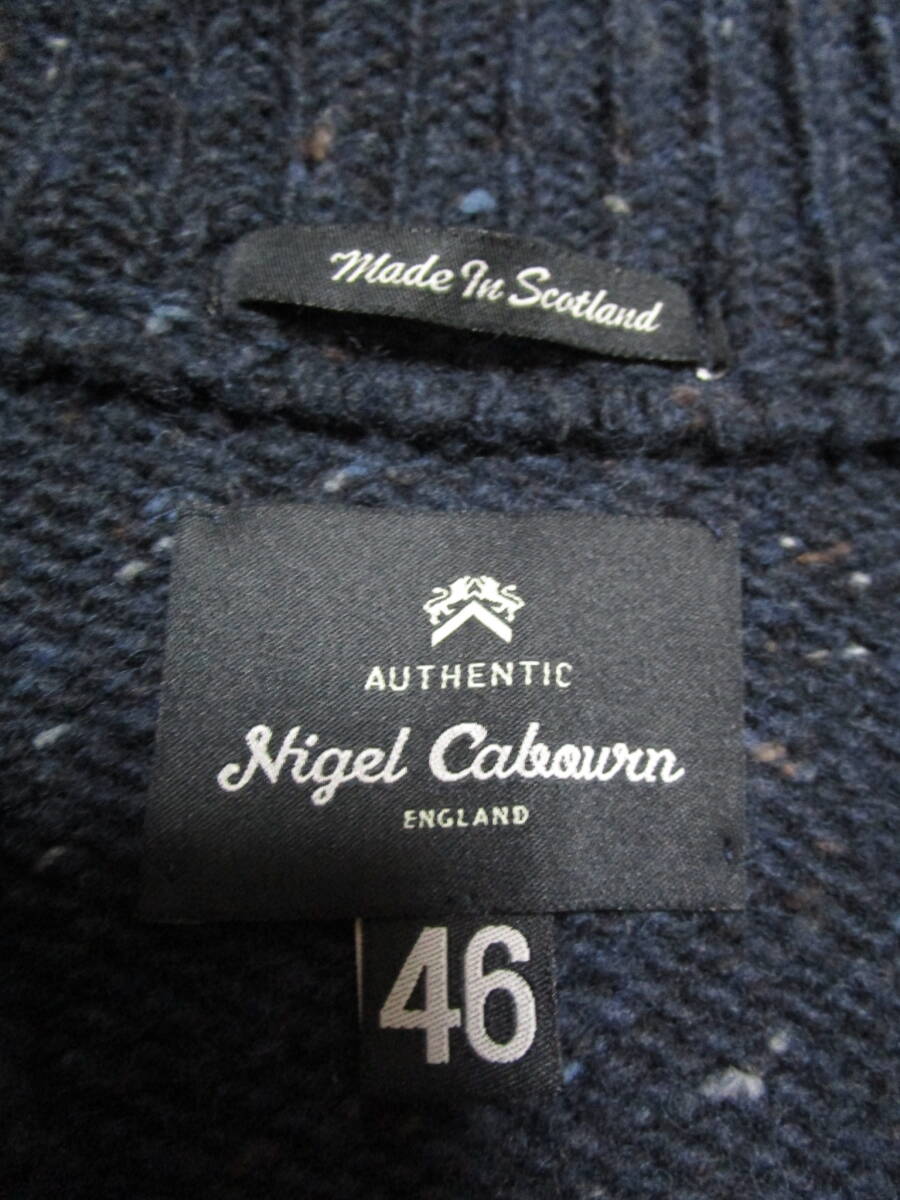 Made In Scotland
AUTHENTIC
Nigel Cabourn
ENGLAND
46